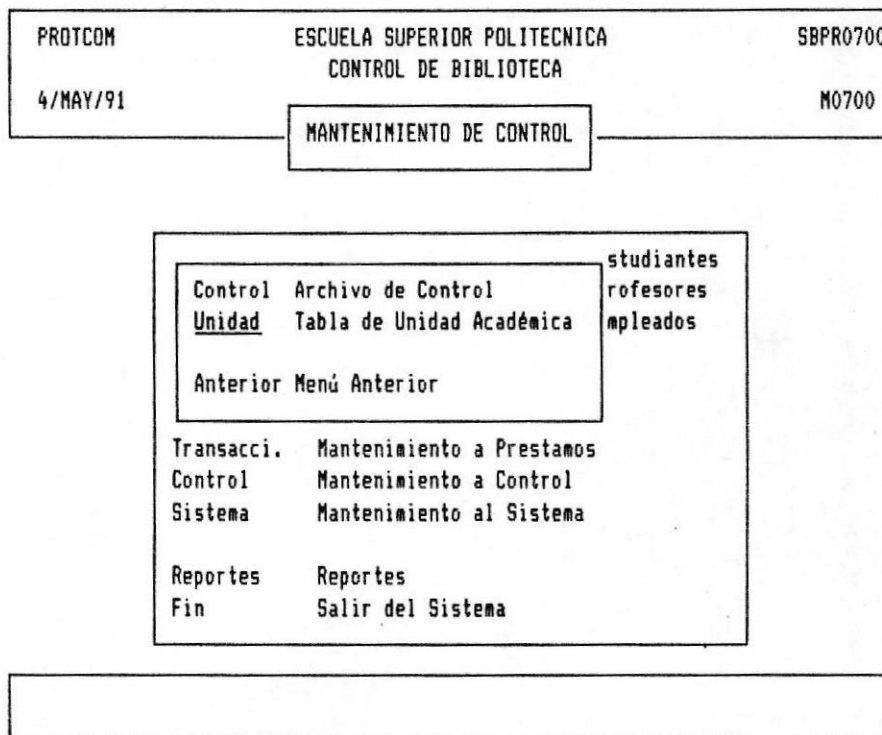 PROTCOM ESCUELA SUPERIOR POLITECNICA SBPRO700
CONTROL DE BIBLIOTECA
4/MAY/91 M0700
MANTENIMIENTO DE CONTROL
studiantes
Control Archivo de Control rofesores
Unidad Tabla de Unidad Académica mpleados
Anterior Menú Anterior
Transacci. Mantenimiento a Prestamos
Control Mantenimiento a Control
Sistema Mantenimiento al Sistema
Reportes Reportes
Fin Salir del Sistema